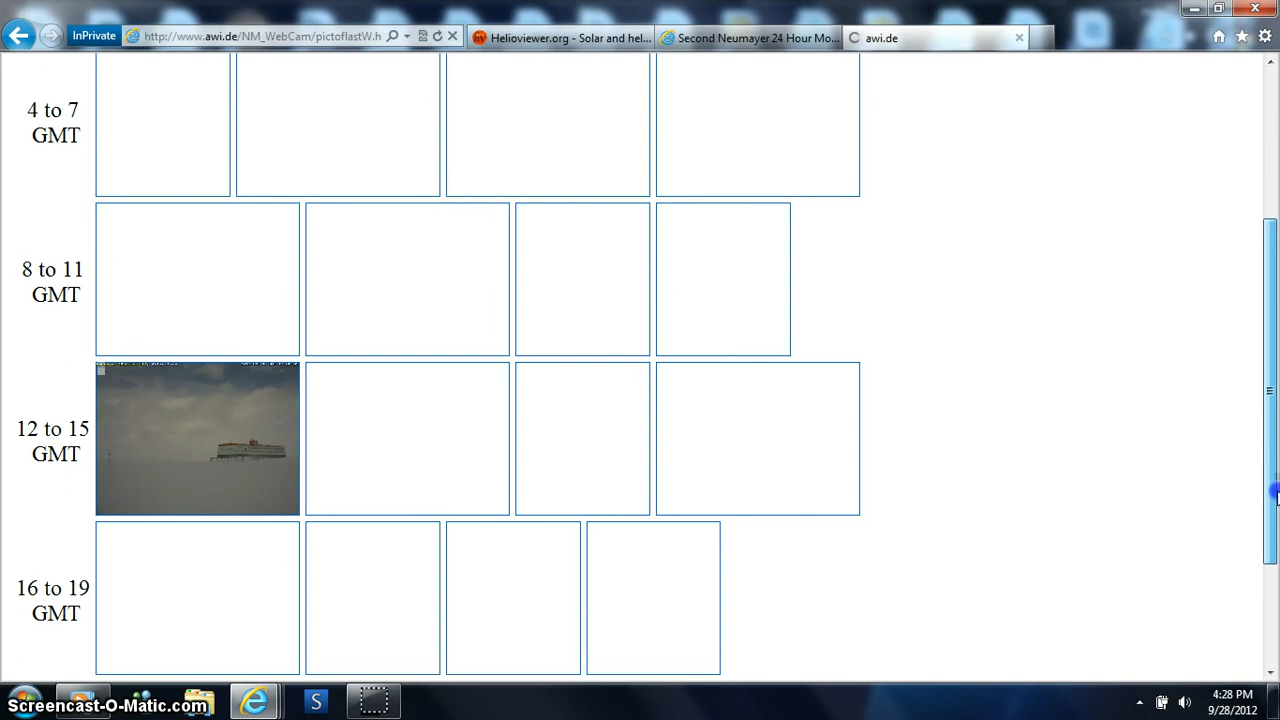 InPrivate
http://www.awi.de/NM_WebCam/pictoflastW.h
Helioviewer.org - Solar and hel...
Second Neumayer 24 Hour Mo...
awi.de
4 to 7
GMT
8 to 11
GMT
12 to 15
GMT
16 to 19
GMT
4:28 PM
9/28/2012
Screencast-O-Matic.com